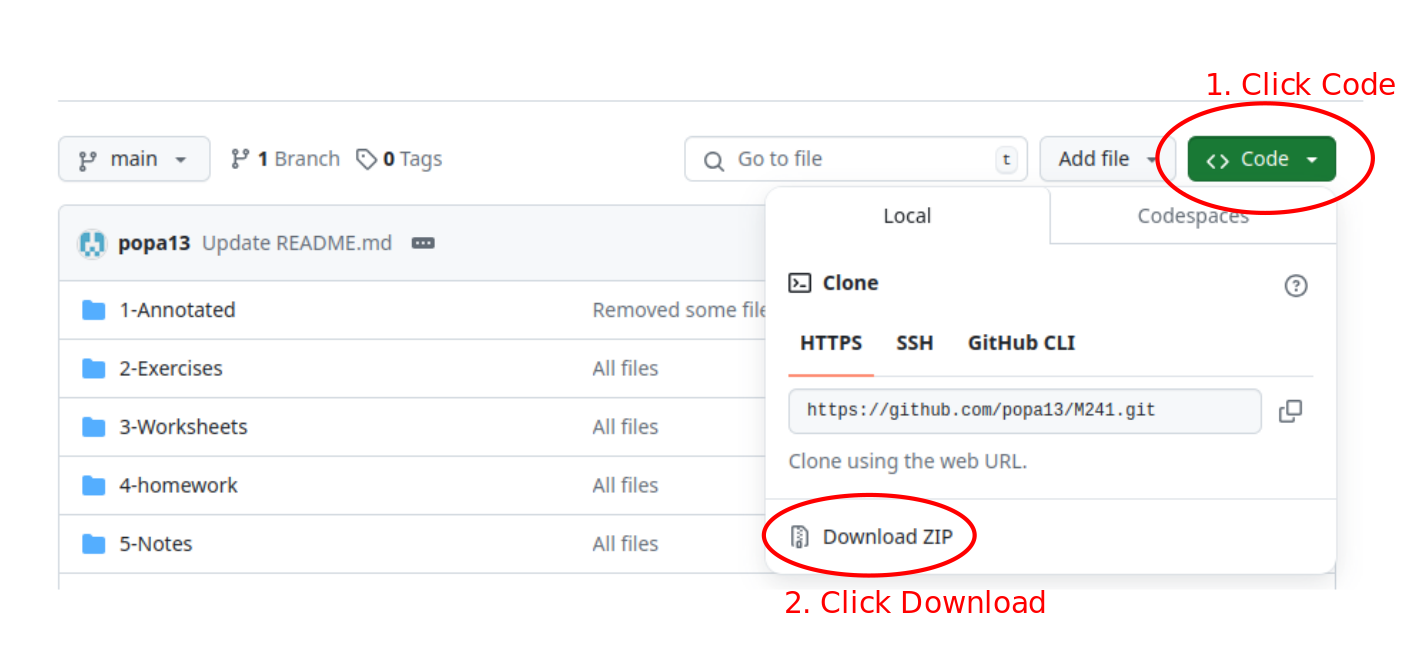 1. Click Code
main 1 Branch 0 Tags Go to file t Add file Code
Local Codespaces
popa13 Update README.md
Clone
1-Annotated Removed some file
HTTPS SSH GitHub CLI
2-Exercises All files
https://github.com/popa13/M241.git
3-Worksheets All files
Clone using the web URL.
4-homework All files
Download ZIP
5-Notes All files
2. Click Download